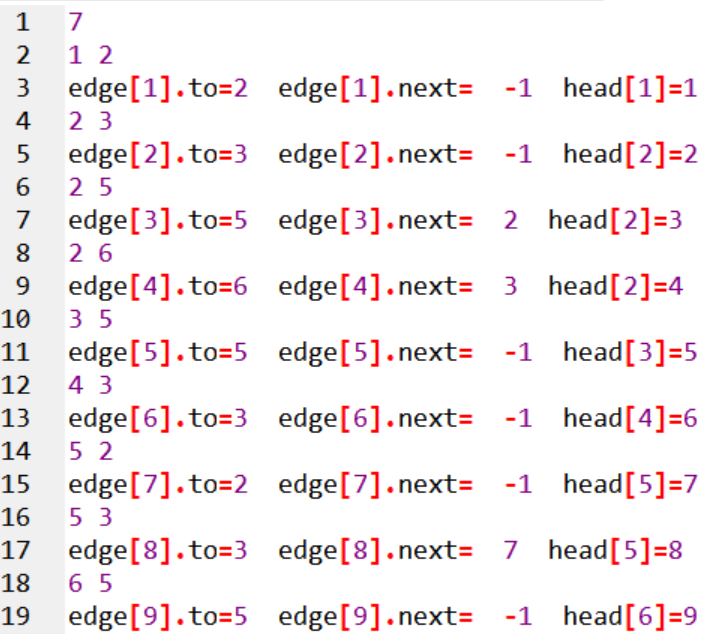 1 7
2 1 2
3 edge[1].to=2 edge[1].next= -1 head[1]=1
4 2 3
5 edge[2].to=3 edge[2].next= -1 head[2]=2
6 2 5
7 edge[3].to=5 edge[3].next= 2 head[2]=3
8 2 6
9 edge[4].to=6 edge[4].next= 3 head[2]=4
10 3 5
11 edge[5].to=5 edge[5].next= -1 head[3]=5
12 4 3
13 edge[6].to=3 edge[6].next= -1 head[4]=6
14 5 2
15 edge[7].to=2 edge[7].next= -1 head[5]=7
16 5 3
17 edge[8].to=3 edge[8].next= 7 head[5]=8
18 6 5
19 edge[9].to=5 edge[9].next= -1 head[6]=9